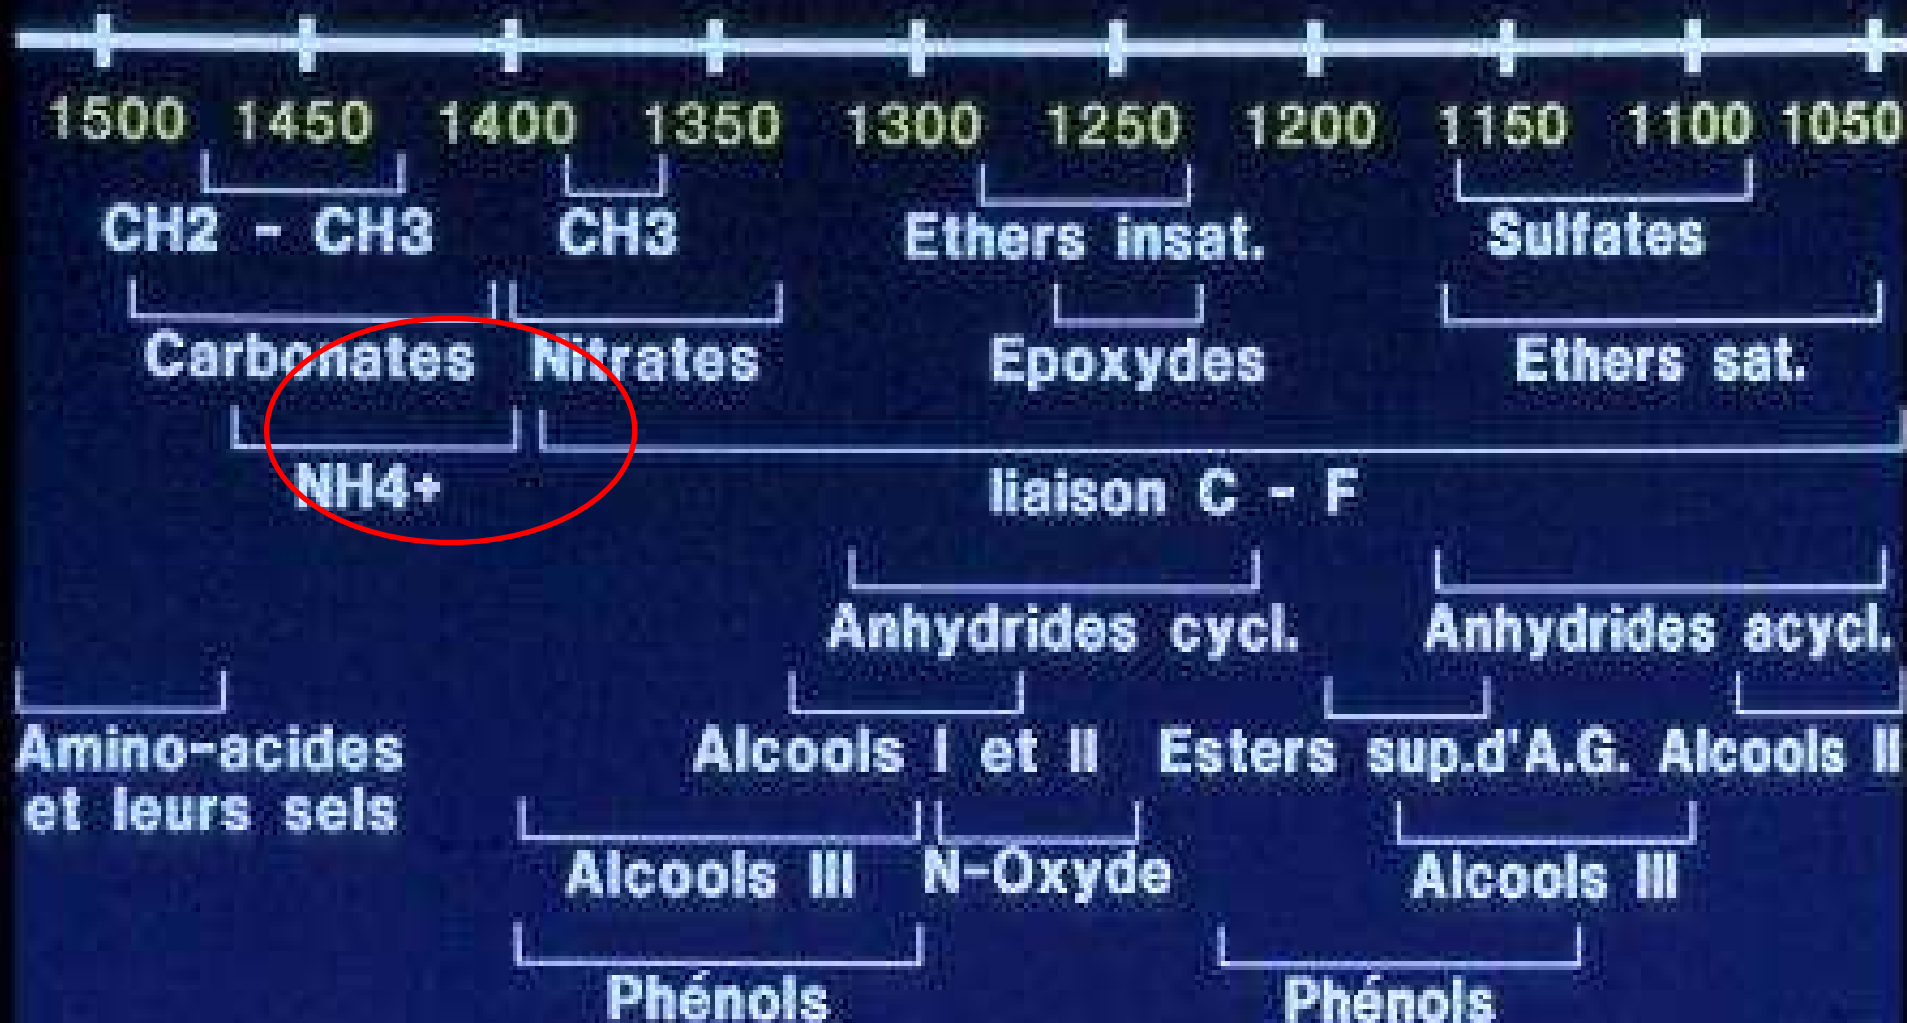 1500 1450 1400 1350 1300 1250 1200 1150 1100 1050
CH2 - CH3 CH3 Ethers insat. Sulfates
Carbonates Nitrates Epoxydes Ethers sat.
NH4+ liaison C - F
Anhydrides cycl. Anhydrides acycl.
Amino-acides Alcools I et II Esters sup.d'A.G. Alcools II
et leurs sels
Alcools III N-Oxyde Alcools III
Phénols Phénols